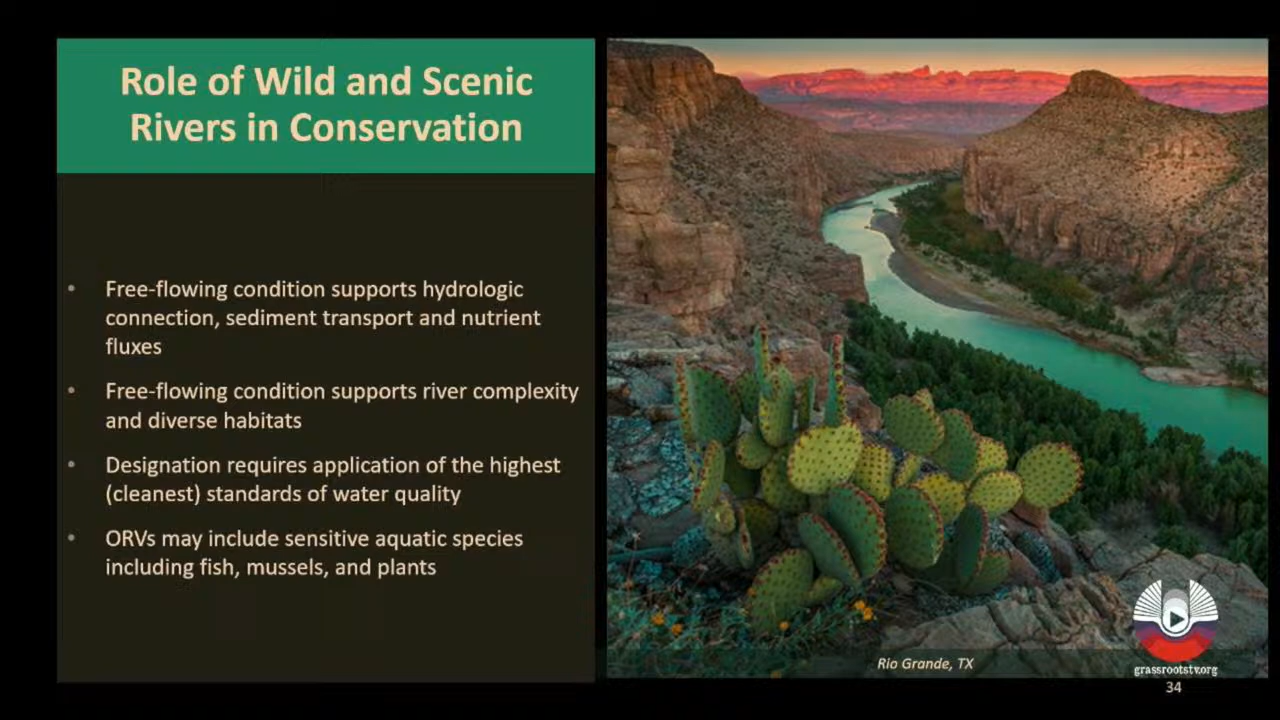 Role of Wild and Scenic
Rivers in Conservation
• Free-flowing condition supports hydrologic
connection, sediment transport and nutrient
fluxes
• Free-flowing condition supports river complexity
and diverse habitats
• Designation requires application of the highest
(cleanest) standards of water quality
• ORVs may include sensitive aquatic species
including fish, mussels, and plants
Rio Grande, TX
grassrootstv.org
34